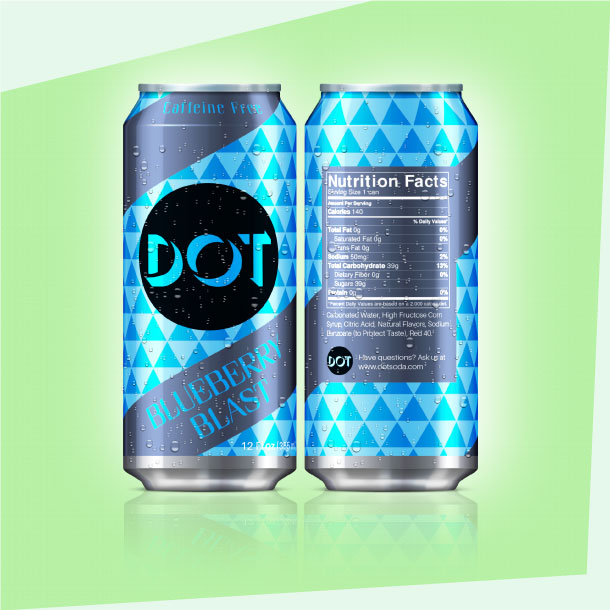 Caffeine Free
DOT
BLUEBERRY
BLAST
12 Fl oz
Nutrition Facts
Serving Size 1 can
Amount Per Serving
Calories 140
% Daily Values*
Total Fat 0g 0%
Saturated Fat 0g 0%
Trans Fat 0g
Sodium 50mg 2%
Total Carbohydrate 39g 13%
Dietary Fiber 0g 0%
Sugars 39g
Protein 0g 0%
*Percent Daily Values are based on a 2,000 calorie diet.
Carbonated Water, High Fructose Corn
Syrup, Citric Acid, Natural Flavors, Sodium
Benzoate (to Protect Taste), Red 40.
DOT
Have questions? Ask us at
www.dotsoda.com